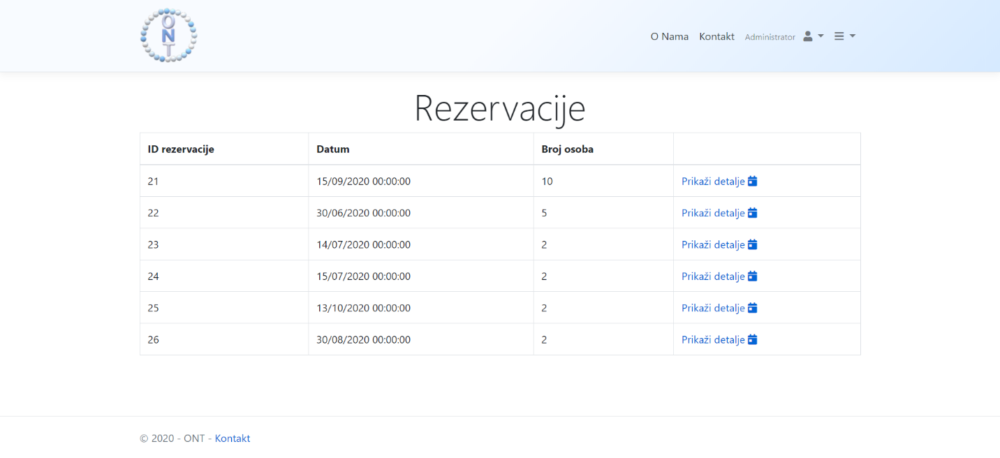 ONT
O Nama Kontakt Administrator
Rezervacije
ID rezervacije Datum Broj osoba
21 15/09/2020 00:00:00 10 Prikaži detalje
22 30/06/2020 00:00:00 5 Prikaži detalje
23 14/07/2020 00:00:00 2 Prikaži detalje
24 15/07/2020 00:00:00 2 Prikaži detalje
25 13/10/2020 00:00:00 2 Prikaži detalje
26 30/08/2020 00:00:00 2 Prikaži detalje
© 2020 - ONT - Kontakt